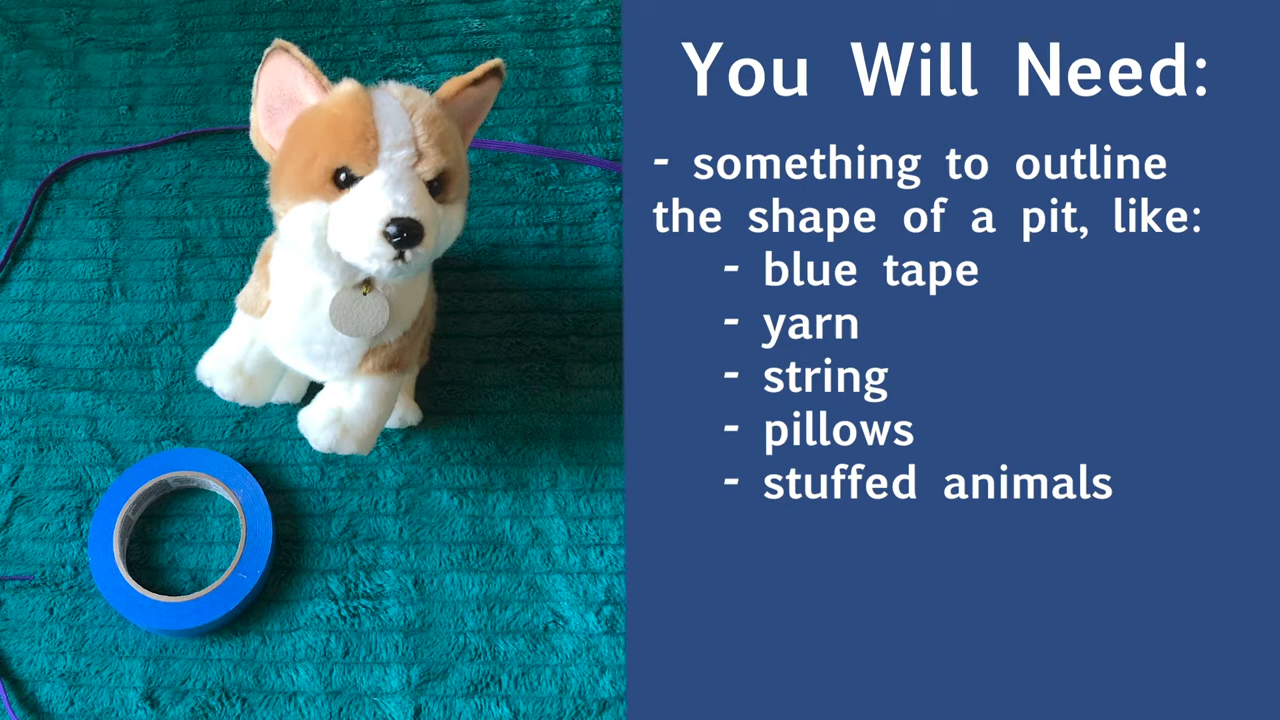 You Will Need:
- something to outline
the shape of a pit, like:
- blue tape
- yarn
- string
- pillows
- stuffed animals